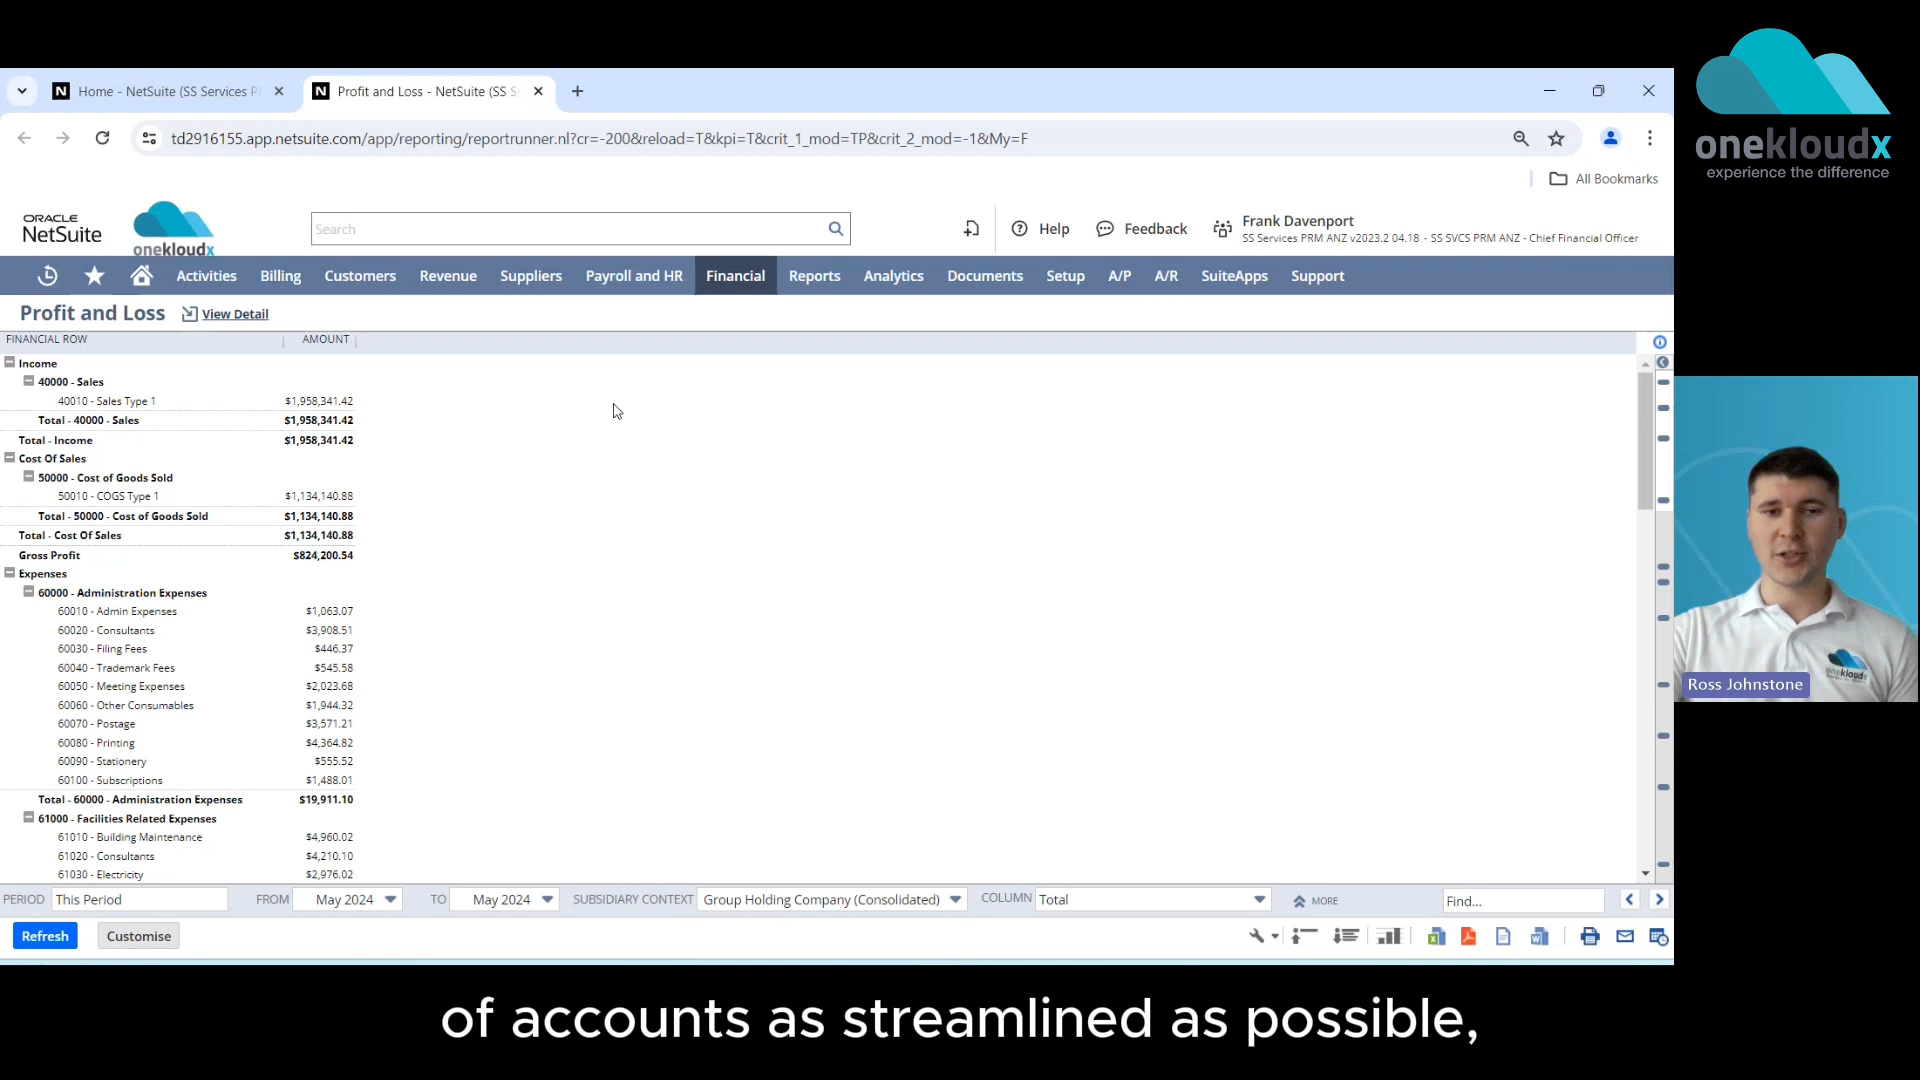 onekloudx
experience the difference
Home - NetSuite (SS Services P
Profit and Loss - NetuSuite (SS S
td2916155.app.netsuite.com/app/reporting/reportrunner.nl?cr=-200&reload=T&kpi=T&crit_1_mod=TP&crit_2_mod=-1&My=F
All Bookmarks
ORACLE
NetSuite
onekloudx
Search
Help
Feedback
Frank Davenport
SS Services PRM ANZ v2023.2 04.18 - SS SVCS PRM ANZ - Chief Financial Officer
Activities Billing Customers Revenue Suppliers Payroll and HR Financial Reports Analytics Documents Setup A/P A/R SuiteApps Support
Profit and Loss View Detail
FINANCIAL ROW AMOUNT
Income
40000 - Sales
40010 - Sales Type 1 $1,958,341.42
Total - 40000 - Sales $1,958,341.42
Total - Income $1,958,341.42
Cost Of Sales
50000 - Cost of Goods Sold
50010 - COGS Type 1 $1,134,140.88
Total - 50000 - Cost of Goods Sold $1,134,140.88
Total - Cost Of Sales $1,134,140.88
Gross Profit $824,200.54
Expenses
60000 - Administration Expenses
60010 - Admin Expenses $1,063.07
60020 - Consultants $3,908.51
60030 - Filing Fees $446.37
60040 - Trademark Fees $545.58
60050 - Meeting Expenses $2,023.68
60060 - Other Consumables $1,944.32
60070 - Postage $3,571.21
60080 - Printing $4,364.82
60090 - Stationery $555.52
60100 - Subscriptions $1,488.01
Total - 60000 - Administration Expenses $19,911.10
61000 - Facilities Related Expenses
61010 - Building Maintenance $4,960.02
61020 - Consultants $4,210.10
61030 - Electricity $2,976.02
PERIOD This Period FROM May 2024 TO May 2024 SUBSIDIARY CONTEXT Group Holding Company (Consolidated) COLUMN Total MORE Find...
Refresh Customise
Ross Johnstone
of accounts as streamlined as possible,